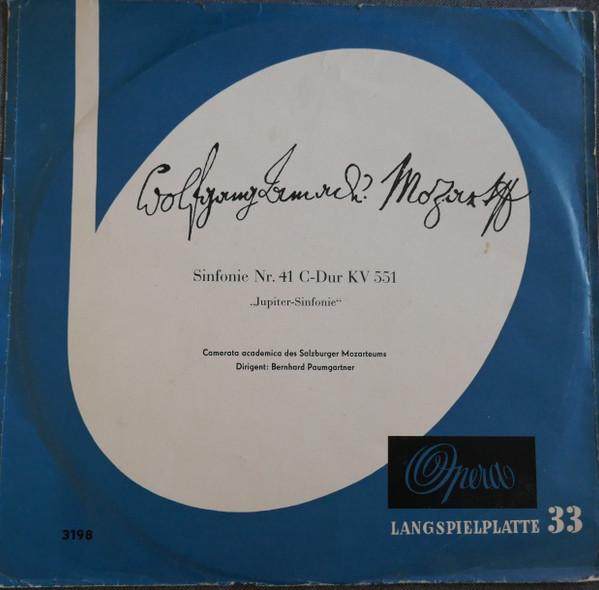 Wolfgang Amadè Mozart
Sinfonie Nr. 41 C-Dur KV 551
„Jupiter-Sinfonie“
Camerata academica des Salzburger Mozarteums
Dirigent: Bernhard Paumgartner
Opera
LANGSPIELPLATTE 33
3198